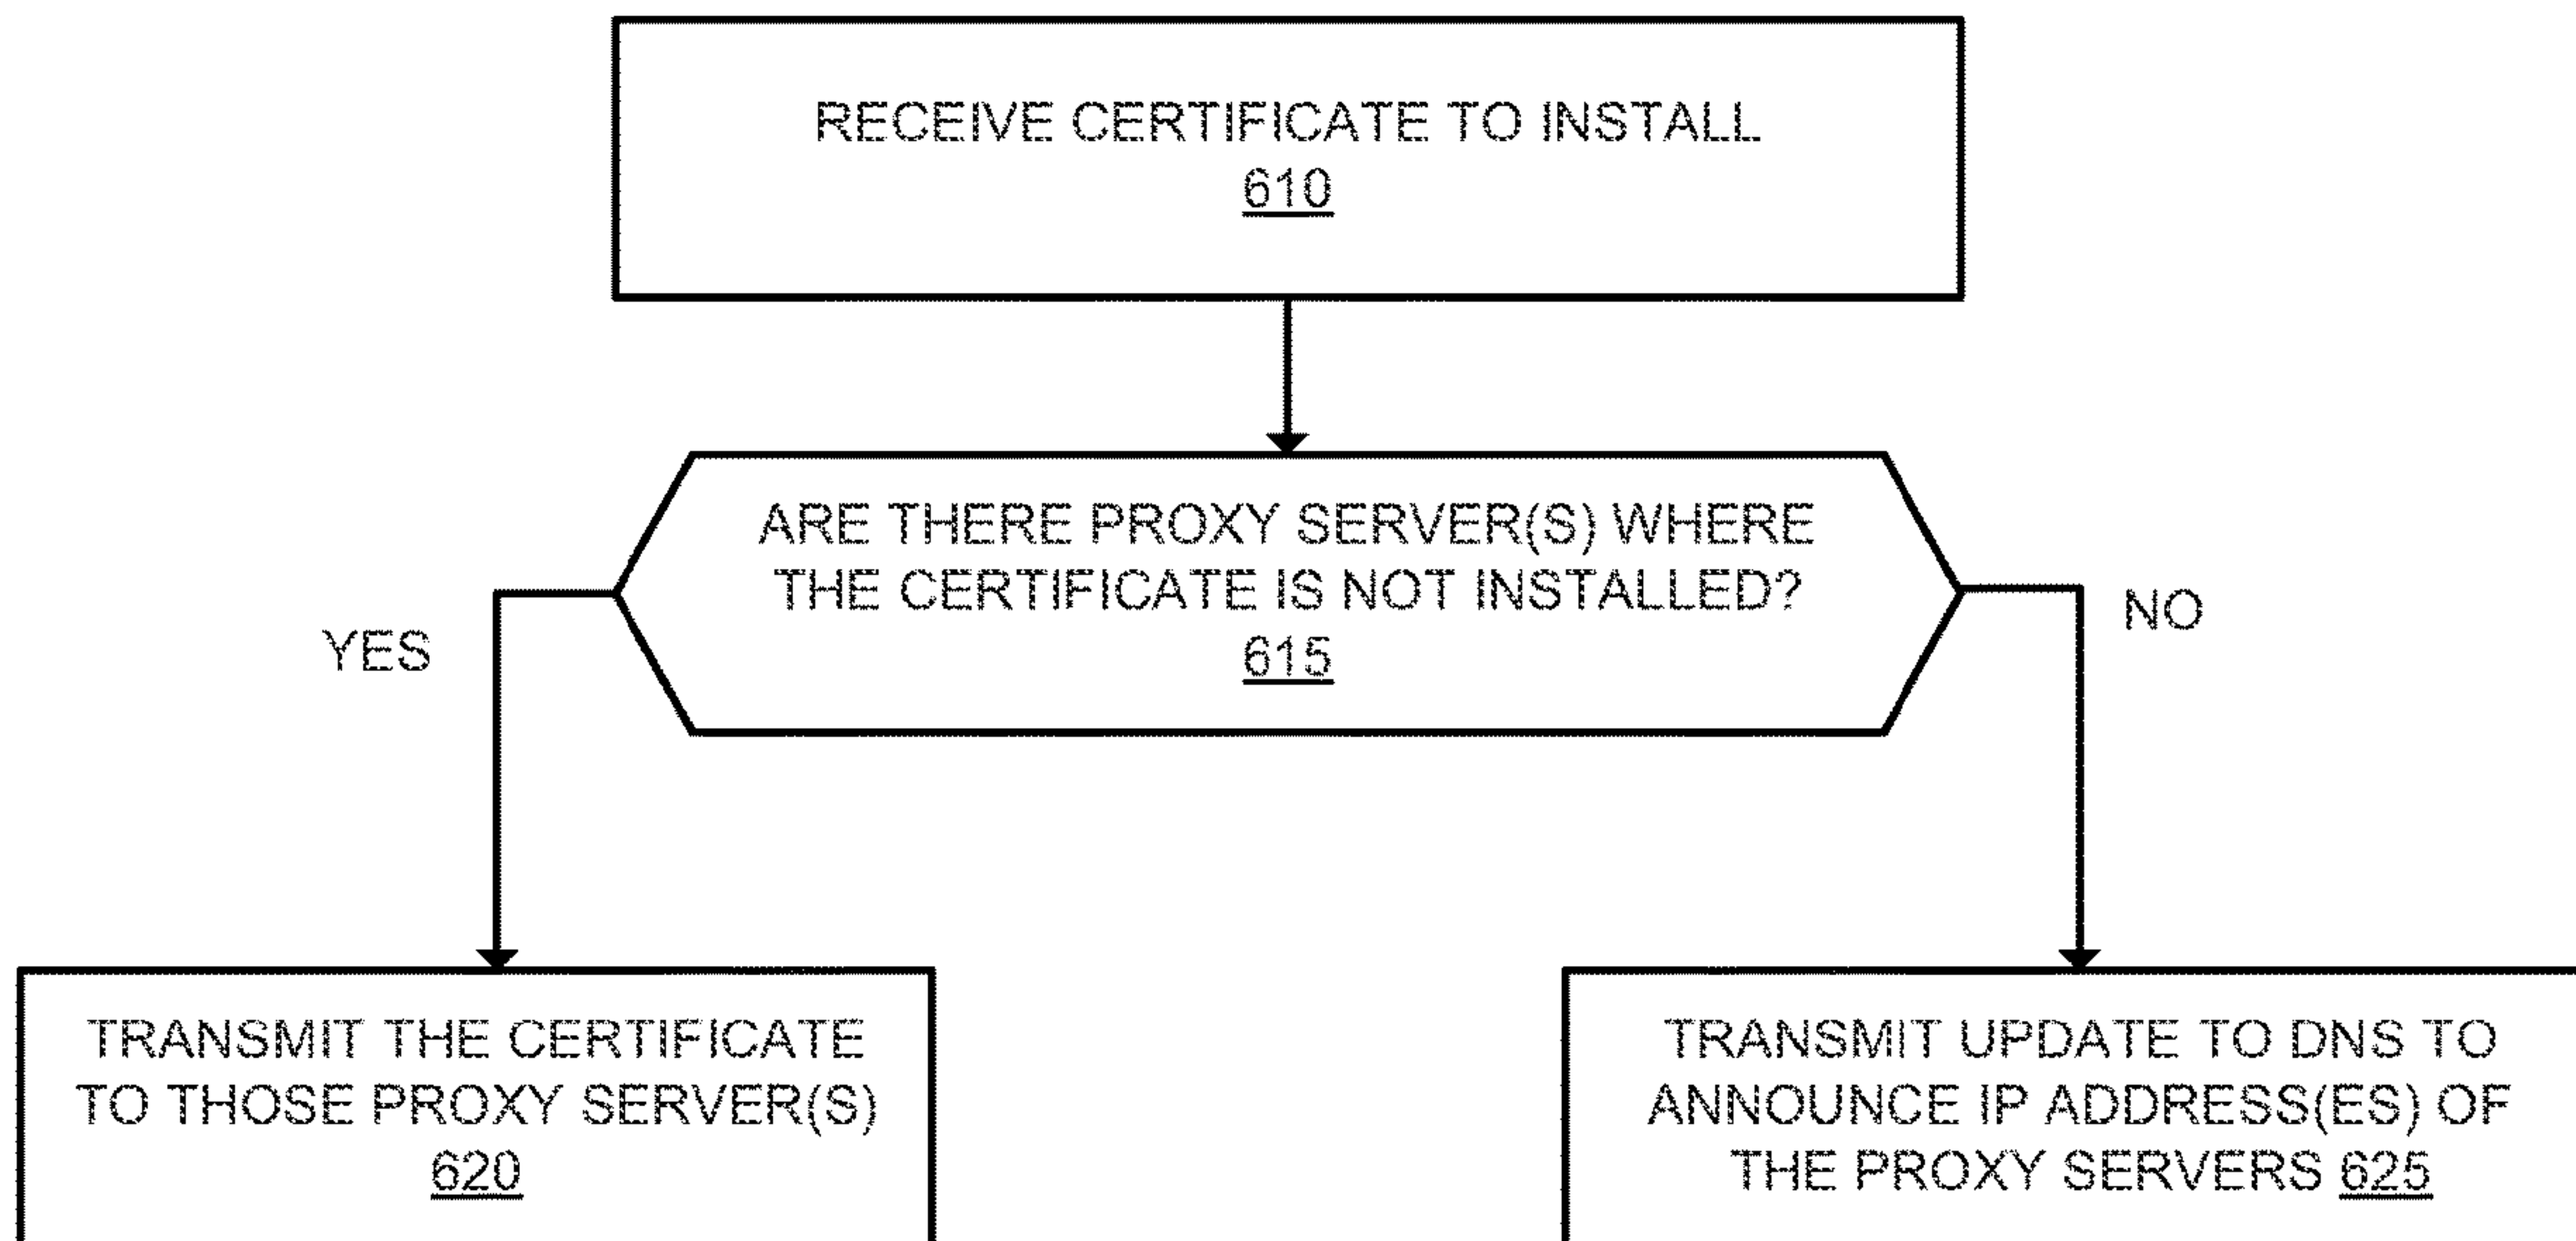 RECEIVE CERTIFICATE TO INSTALL
610
ARE THERE PROXY SERVER(S) WHERE
THE CERTIFICATE IS NOT INSTALLED?
615
YES
NO
TRANSMIT THE CERTIFICATE
TO THOSE PROXY SERVER(S)
620
TRANSMIT UPDATE TO DNS TO
ANNOUNCE IP ADDRESS(ES) OF
THE PROXY SERVERS 625